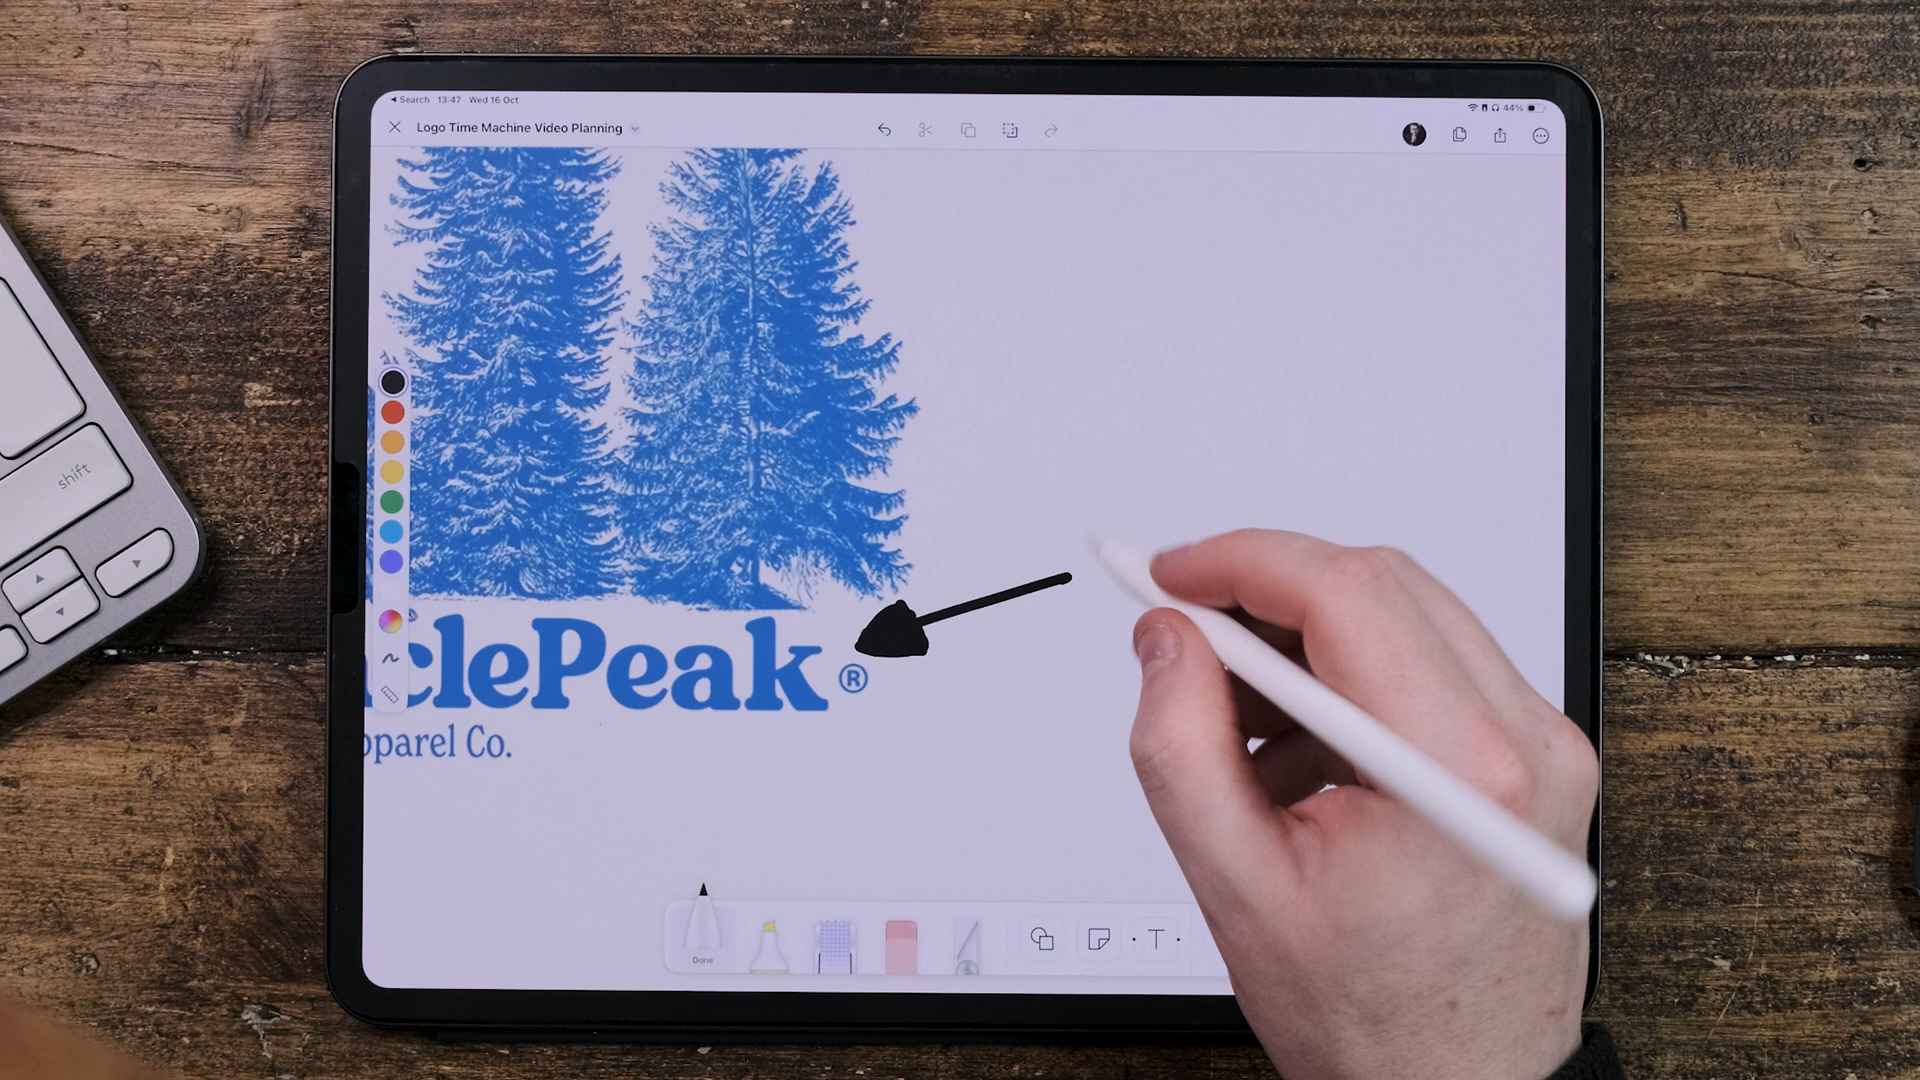 Search 13:47 Wed 16 Oct
44%
Logo Time Machine Video Planning
shift
clePeak ®
pparel Co.
Done
T